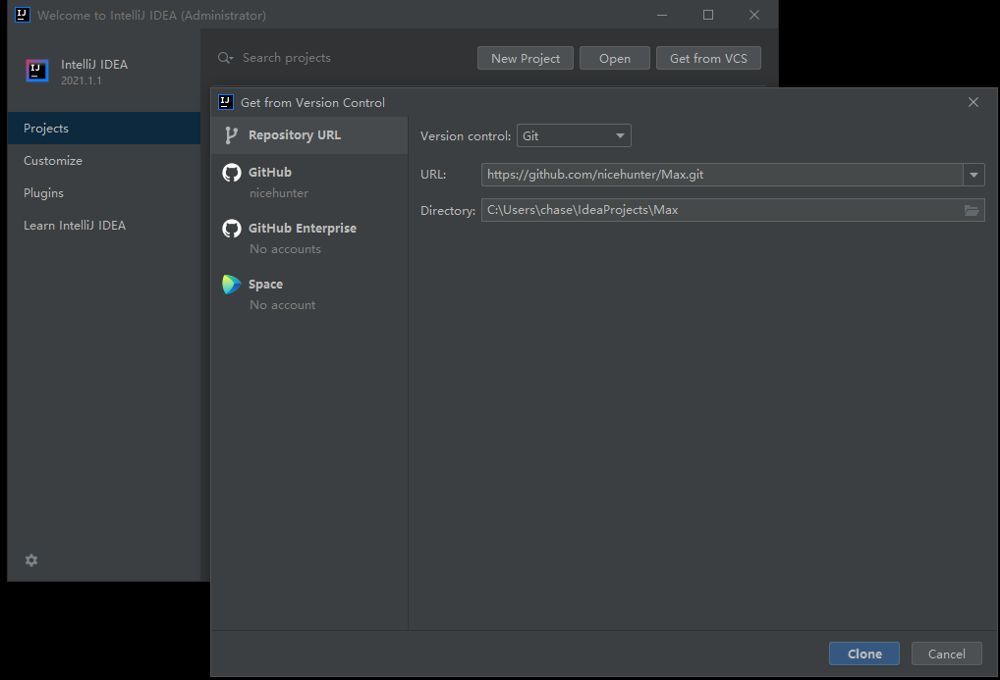 Welcome to IntelliJ IDEA (Administrator)
IntelliJ IDEA
2021.1.1
Search projects
New Project
Open
Get from VCS
Projects
Customize
Plugins
Learn IntelliJ IDEA
Get from Version Control
Repository URL
GitHub
nicehunter
GitHub Enterprise
No accounts
Space
No account
Version control: Git
URL: https://github.com/nicehunter/Max.git
Directory: C:\Users\chase\IdeaProjects\Max
Clone
Cancel